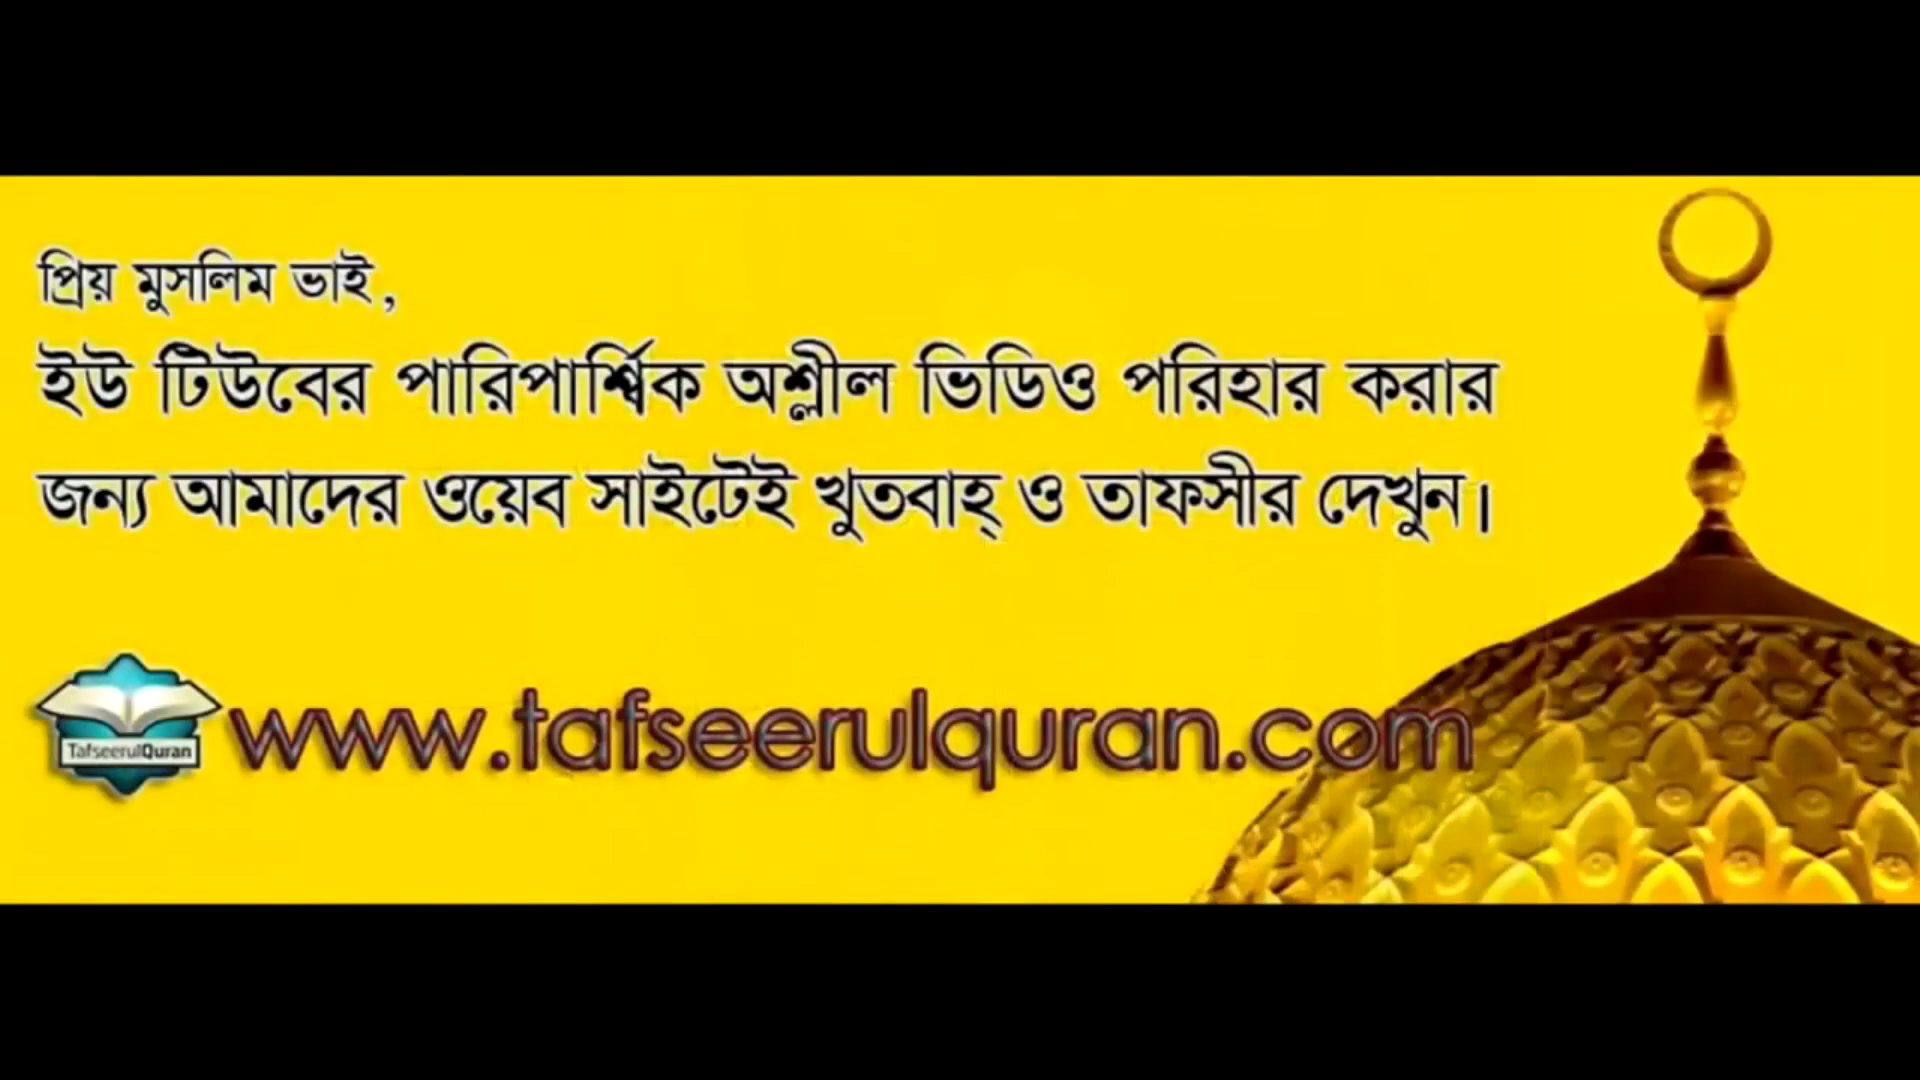 প্রিয় মুসলিম ভাই,
ইউ টিউবের পারিপার্শ্বিক অশ্লীল ভিডিও পরিহার করার
জন্য আমাদের ওয়েব সাইটেই খুতবাহ্ ও তাফসীর দেখুন।
TafseerulQuran
www.tafseerulquran.com